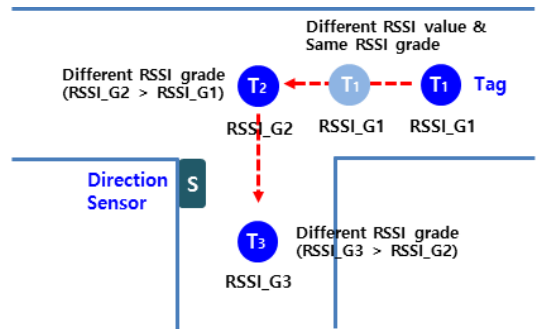 Different RSSI value &
Same RSSI grade
Different RSSI grade
(RSSI_G2 > RSSI_G1)
T2
T1
T1
Tag
RSSI_G2
RSSI_G1
RSSI_G1
Direction
Sensor
S
T3
Different RSSI grade
(RSSI_G3 > RSSI_G2)
RSSI_G3